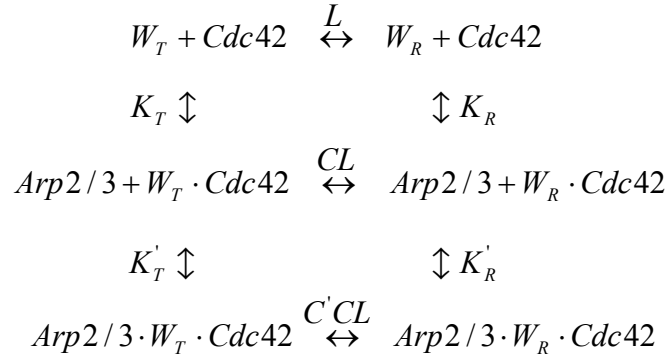 L
W_T + Cdc42 ↔ W_R + Cdc42
K_T ↕ ↕ K_R
CL
Arp2 / 3 + W_T · Cdc42 ↔ Arp2 / 3 + W_R · Cdc42
K'_T ↕ ↕ K'_R
C'CL
Arp2 / 3 · W_T · Cdc42 ↔ Arp2 / 3 · W_R · Cdc42